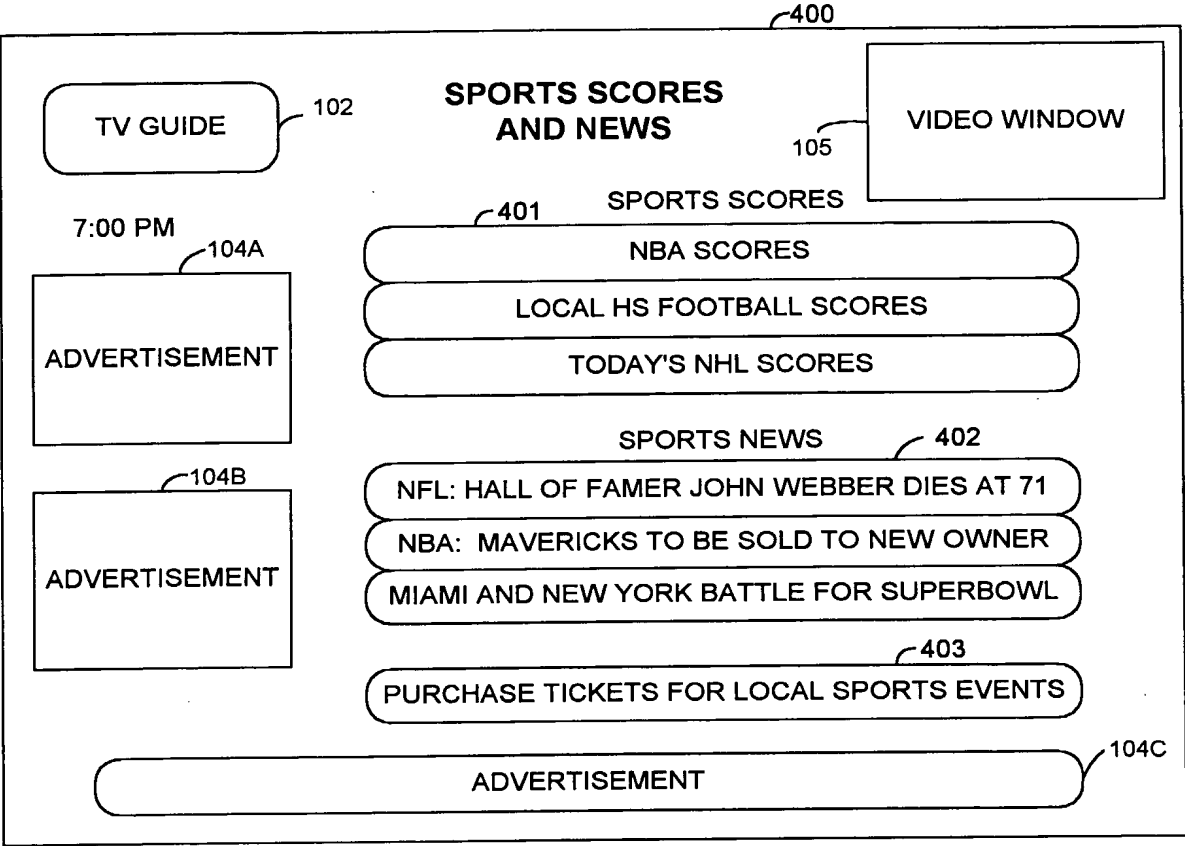 400
TV GUIDE
102
SPORTS SCORES
AND NEWS
105
VIDEO WINDOW
7:00 PM
SPORTS SCORES
401
NBA SCORES
LOCAL HS FOOTBALL SCORES
TODAY'S NHL SCORES
104A
ADVERTISEMENT
SPORTS NEWS
402
NFL: HALL OF FAMER JOHN WEBBER DIES AT 71
NBA: MAVERICKS TO BE SOLD TO NEW OWNER
MIAMI AND NEW YORK BATTLE FOR SUPERBOWL
104B
ADVERTISEMENT
403
PURCHASE TICKETS FOR LOCAL SPORTS EVENTS
ADVERTISEMENT
104C